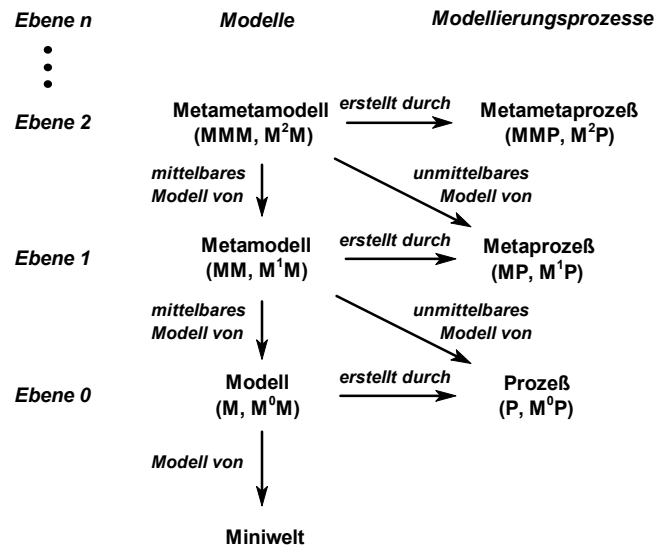 Ebene n Modelle Modellierungsprozesse
erstellt durch
Ebene 2 Metametamodell Metametaprozeß
(MMM, M²M) (MMP, M²P)
mittelbares unmittelbares
Modell von Modell von
erstellt durch
Ebene 1 Metamodell Metaprozeß
(MM, M¹M) (MP, M¹P)
mittelbares unmittelbares
Modell von Modell von
erstellt durch
Ebene 0 Modell Prozeß
(M, M⁰M) (P, M⁰P)
Modell von
Miniwelt